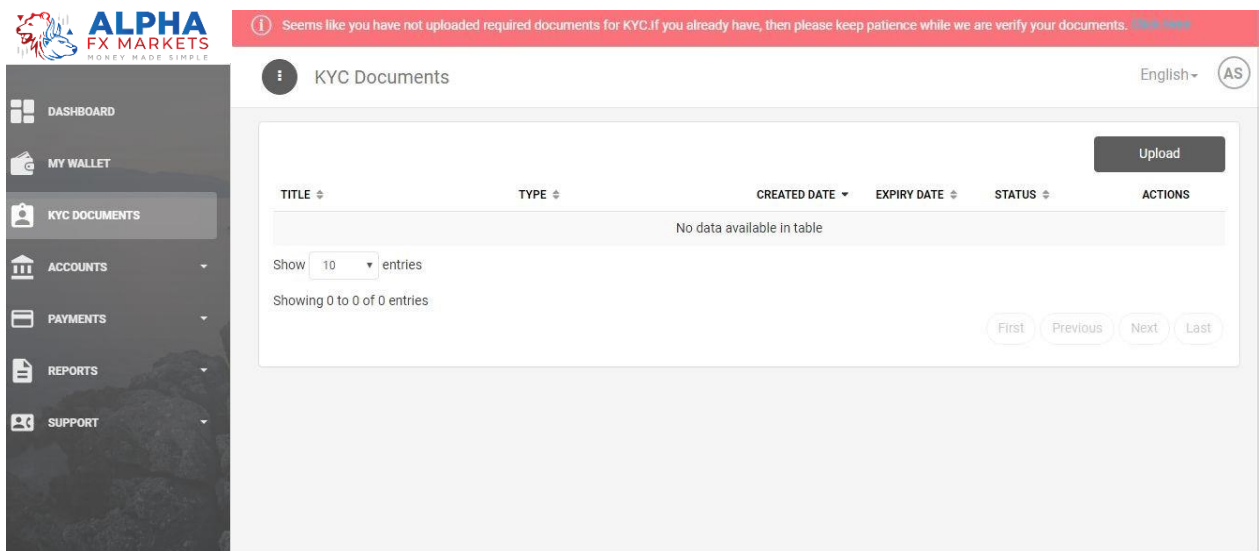 ALPHA
FX MARKETS
MONEY MADE SIMPLE
Seems like you have not uploaded required documents for KYC.If you already have, then please keep patience while we are verify your documents.
KYC Documents
English
AS
DASHBOARD
MY WALLET
KYC DOCUMENTS
ACCOUNTS
PAYMENTS
REPORTS
SUPPORT
Upload
TITLE TYPE CREATED DATE EXPIRY DATE STATUS ACTIONS
No data available in table
Show 10 entries
Showing 0 to 0 of 0 entries
First Previous Next Last